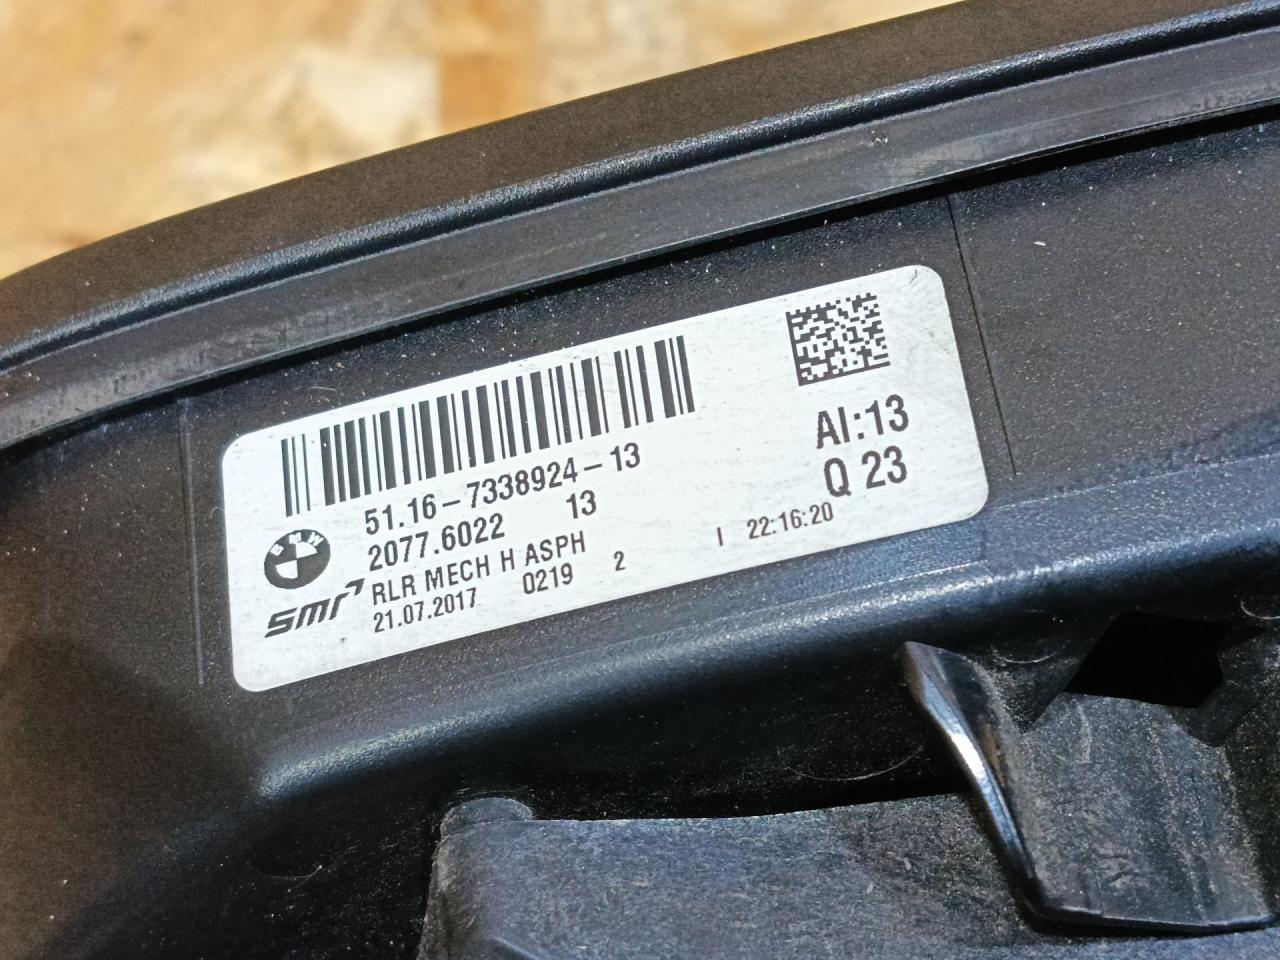 51.16-7338924-13
2077.6022 13
RLR MECH H ASPH
21.07.2017 0219 2 I 22:16:20
AI:13
Q 23
BMW
smr